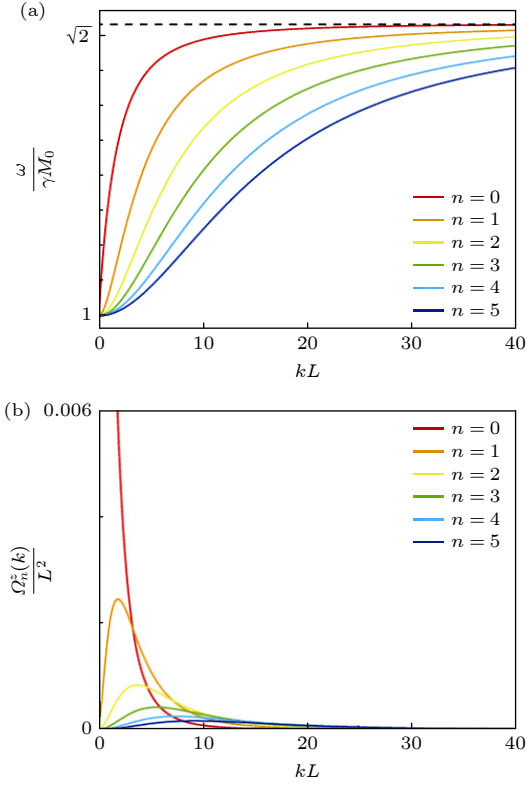 (a)
√2
ω
γM₀
1
n = 0
n = 1
n = 2
n = 3
n = 4
n = 5
0 10 20 30 40
kL
(b) 0.006
Ωₙᶻ(k)
L²
n = 0
n = 1
n = 2
n = 3
n = 4
n = 5
0
0 10 20 30 40
kL